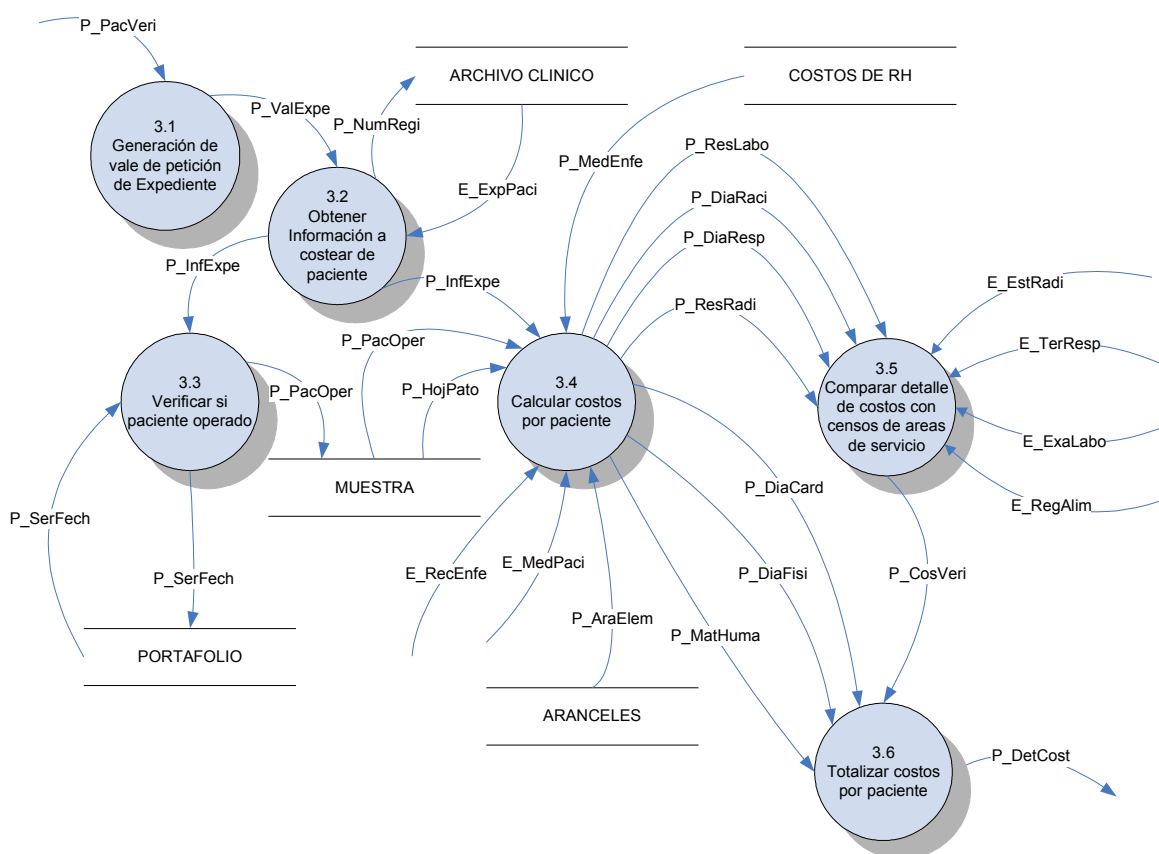 P_PacVeri
ARCHIVO CLINICO
COSTOS DE RH
P_ValExpe
P_NumRegi
3.1
Generación de
vale de petición
de Expediente
P_ResLabo
P_MedEnfe
E_ExpPaci
P_DiaRaci
3.2
Obtener
Información a
costear de
paciente
P_DiaResp
P_InfExpe
P_InfExpe
E_EstRadi
P_ResRadi
P_PacOper
E_TerResp
3.3
Verificar si
paciente operado
P_PacOper
P_HojPato
3.4
Calcular costos
por paciente
3.5
Comparar detalle
de costos con
censos de areas
de servicio
E_ExaLabo
MUESTRA
P_DiaCard
E_RegAlim
P_SerFech
E_RecEnfe
E_MedPaci
P_DiaFisi
P_CosVeri
P_SerFech
P_AraElem
P_MatHuma
PORTAFOLIO
ARANCELES
3.6
Totalizar costos
por paciente
P_DetCost